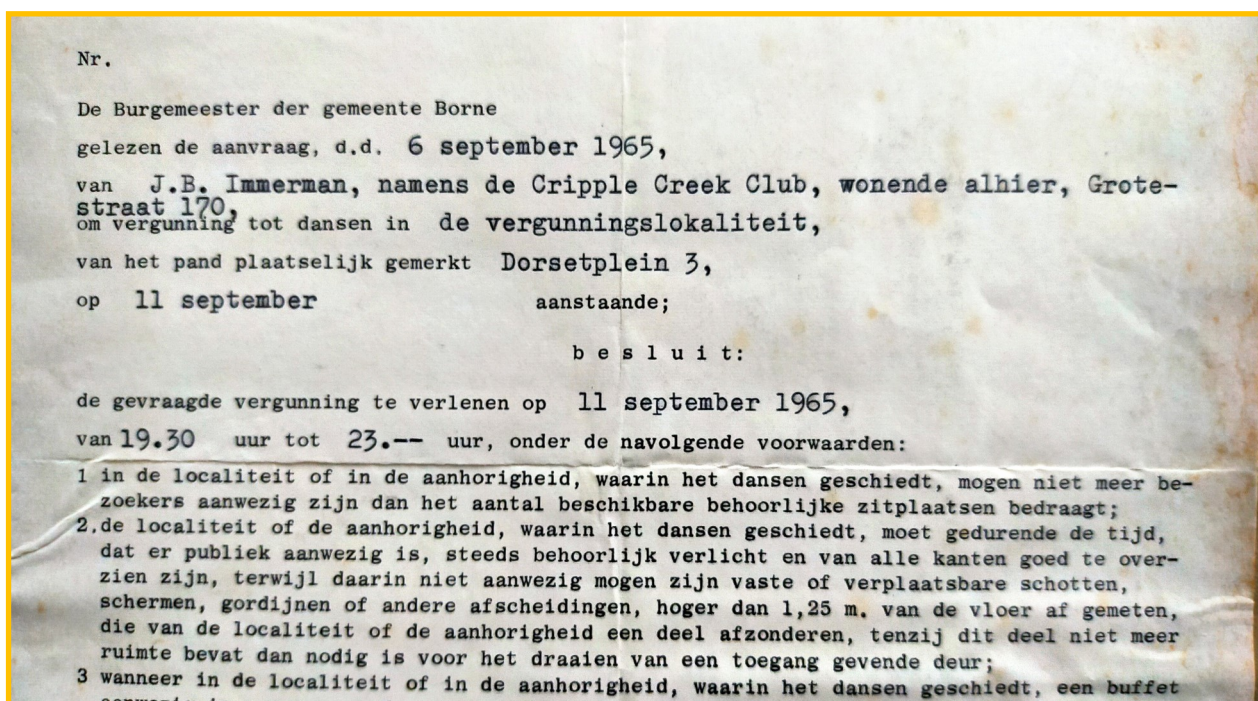 Nr.
De Burgemeester der gemeente Borne
gelezen de aanvraag, d.d. 6 september 1965,
van J.B. Immerman, namens de Cripple Creek Club, wonende alhier, Grote-
straat 170,
om vergunning tot dansen in de vergunningslokaliteit,
van het pand plaatselijk gemerkt Dorsetplein 3,
op 11 september aanstaande;
b e s l u i t:
de gevraagde vergunning te verlenen op 11 september 1965,
van 19.30 uur tot 23.-- uur, onder de navolgende voorwaarden:
1 in de localiteit of in de aanhorigheid, waarin het dansen geschiedt, mogen niet meer be-
zoekers aanwezig zijn dan het aantal beschikbare behoorlijke zitplaatsen bedraagt;
2.de localiteit of de aanhorigheid, waarin het dansen geschiedt, moet gedurende de tijd,
dat er publiek aanwezig is, steeds behoorlijk verlicht en van alle kanten goed te over-
zien zijn, terwijl daarin niet aanwezig mogen zijn vaste of verplaatsbare schotten,
schermen, gordijnen of andere afscheidingen, hoger dan 1,25 m. van de vloer af gemeten,
die van de localiteit of de aanhorigheid een deel afzonderen, tenzij dit deel niet meer
ruimte bevat dan nodig is voor het draaien van een toegang gevende deur;
3 wanneer in de localiteit of in de aanhorigheid, waarin het dansen geschiedt, een buffet